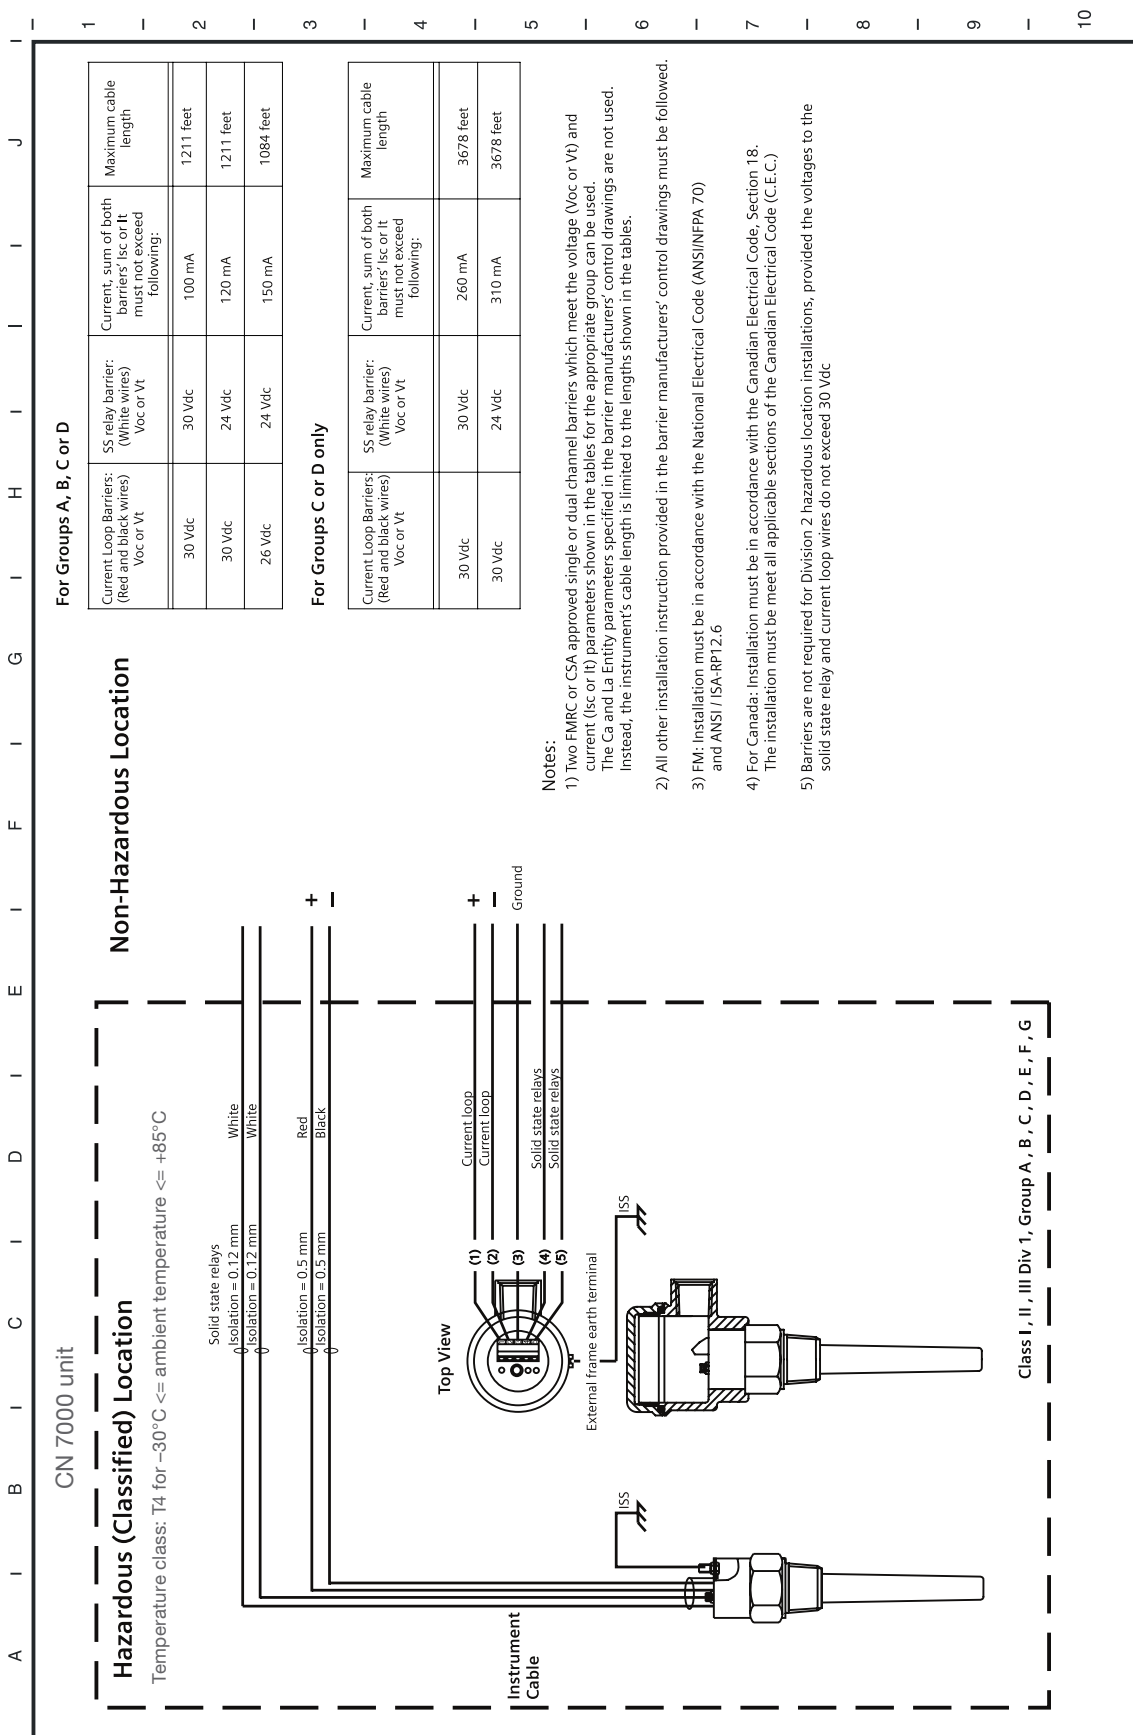 A B C D E F G H I J
1
2
3
4
5
6
7
8
9
10
CN 7000 unit
Hazardous (Classified) Location
Temperature class: T4 for –30°C <= ambient temperature <= +85°C
Non-Hazardous Location
Solid state relays
Isolation = 0.12 mm
White
Isolation = 0.12 mm
White
Isolation = 0.5 mm
Red
+
Isolation = 0.5 mm
Black
–
Top View
(1)
Current loop
+
(2)
Current loop
–
(3)
Ground
(4)
Solid state relays
(5)
Solid state relays
External frame earth terminal
ISS
ISS
Instrument
Cable
Class I , II , III Div 1, Group A , B , C , D , E , F , G
For Groups A, B, C or D
Current Loop Barriers:
(Red and black wires)
Voc or Vt
SS relay barrier:
(White wires)
Voc or Vt
Current, sum of both
barriers’ Isc or It
must not exceed
following:
Maximum cable
length
30 Vdc 30 Vdc 100 mA 1211 feet
30 Vdc 24 Vdc 120 mA 1211 feet
26 Vdc 24 Vdc 150 mA 1084 feet
For Groups C or D only
Current Loop Barriers:
(Red and black wires)
Voc or Vt
SS relay barrier:
(White wires)
Voc or Vt
Current, sum of both
barriers’ Isc or It
must not exceed
following:
Maximum cable
length
30 Vdc 30 Vdc 260 mA 3678 feet
30 Vdc 24 Vdc 310 mA 3678 feet
Notes:
1) Two FMRC or CSA approved single or dual channel barriers which meet the voltage (Voc or Vt) and
current (Isc or It) parameters shown in the tables for the appropriate group can be used.
The Ca and La Entity parameters specified in the barrier manufacturers’ control drawings are not used.
Instead, the instrument’s cable length is limited to the lengths shown in the tables.
2) All other installation instruction provided in the barrier manufacturers’ control drawings must be followed.
3) FM: Installation must be in accordance with the National Electrical Code (ANSI/NFPA 70)
and ANSI / ISA-RP12.6
4) For Canada: Installation must be in accordance with the Canadian Electrical Code, Section 18.
The installation must be meet all applicable sections of the Canadian Electrical Code (C.E.C.)
5) Barriers are not required for Division 2 hazardous location installations, provided the voltages to the
solid state relay and current loop wires do not exceed 30 Vdc